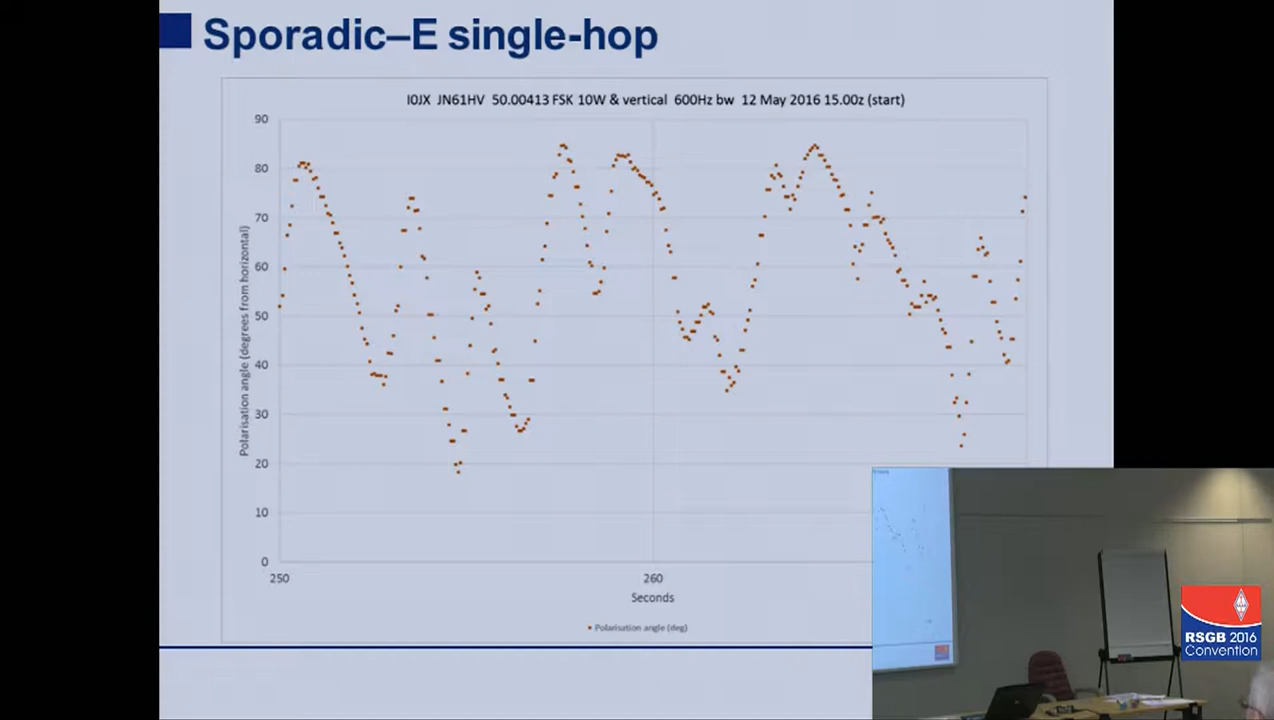 Sporadic–E single-hop
I0JX JN61HV 50.00413 FSK 10W & vertical 600Hz bw 12 May 2016 15.00z (start)
Polarisation angle (degrees from horizontal)
90
80
70
60
50
40
30
20
10
0
250
260
Seconds
Polarisation angle (deg)
RSGB 2016
Convention